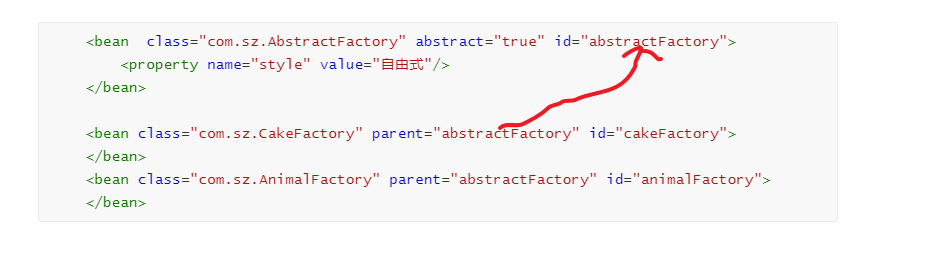 <bean  class="com.sz.AbstractFactory" abstract="true" id="abstractFactory">
    <property name="style" value="自由式"/>
</bean>
<bean class="com.sz.CakeFactory" parent="abstractFactory" id="cakeFactory">
</bean>
<bean class="com.sz.AnimalFactory" parent="abstractFactory" id="animalFactory">
</bean>